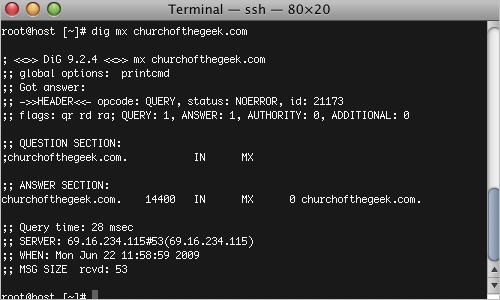 Terminal — ssh — 80×20
root@host [~]# dig mx churchofthegeek.com

; <<>> DiG 9.2.4 <<>> mx churchofthegeek.com
;; global options:  printcmd
;; Got answer:
;; ->>HEADER<<- opcode: QUERY, status: NOERROR, id: 21173
;; flags: qr rd ra; QUERY: 1, ANSWER: 1, AUTHORITY: 0, ADDITIONAL: 0

;; QUESTION SECTION:
;churchofthegeek.com.           IN      MX

;; ANSWER SECTION:
churchofthegeek.com.    14400   IN      MX      0 churchofthegeek.com.

;; Query time: 28 msec
;; SERVER: 69.16.234.115#53(69.16.234.115)
;; WHEN: Mon Jun 22 11:58:59 2009
;; MSG SIZE  rcvd: 53

root@host [~]#